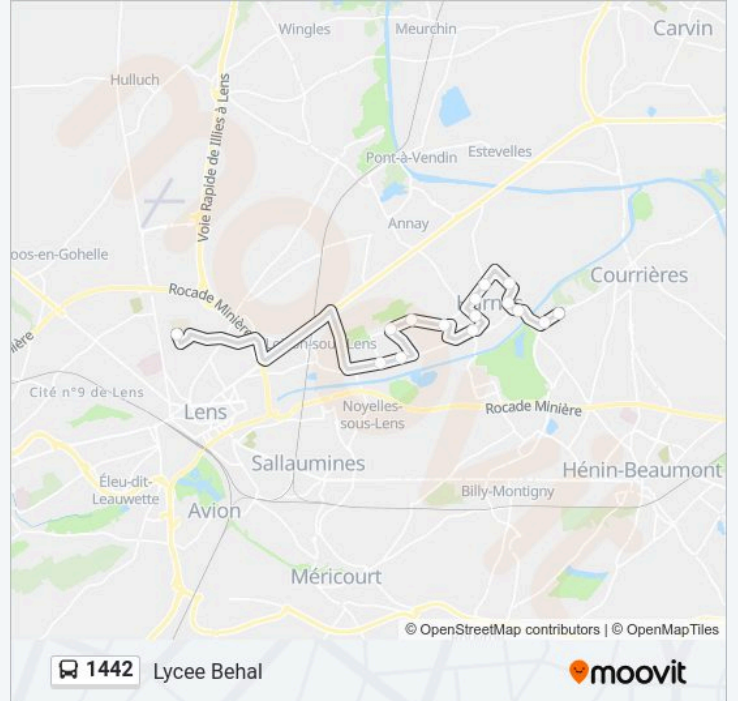 Wingles
Meurchin
Carvin
Hulluch
Voie Rapide de Illies à Lens
Pont-à-Vendin
Estevelles
Annay
oos-en-Gohelle
Courrières
Rocade Minière
Lens
Cité n°9 de Lens
Noyelles-
sous-Lens
Rocade Minière
Lens
Sallaumines
Hénin-Beaumont
Éleu-dit-
Leauwette
Billy-Montigny
Avion
Méricourt
© OpenStreetMap contributors | © OpenMapTiles
1442 Lycee Behal
moovit